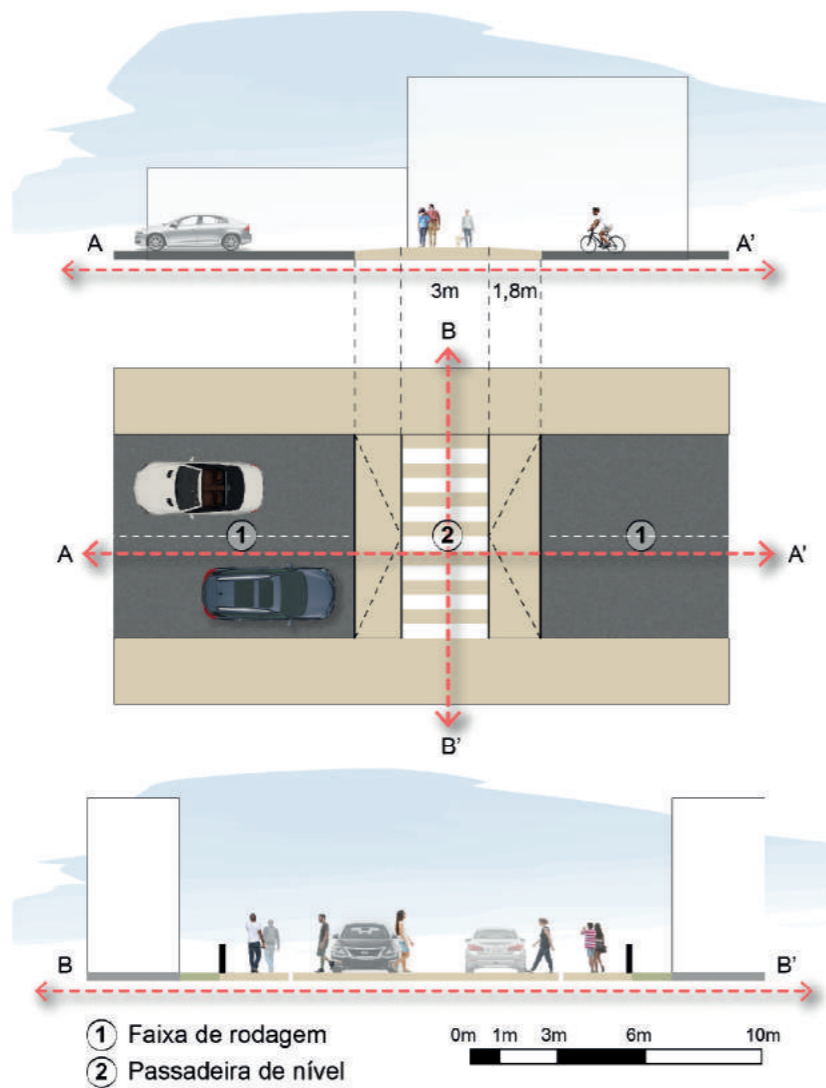 A A'
3m 1,8m
B
1 2 1
A A'
B'
B B'
1 Faixa de rodagem
2 Passadeira de nível
0m 1m 3m 6m 10m